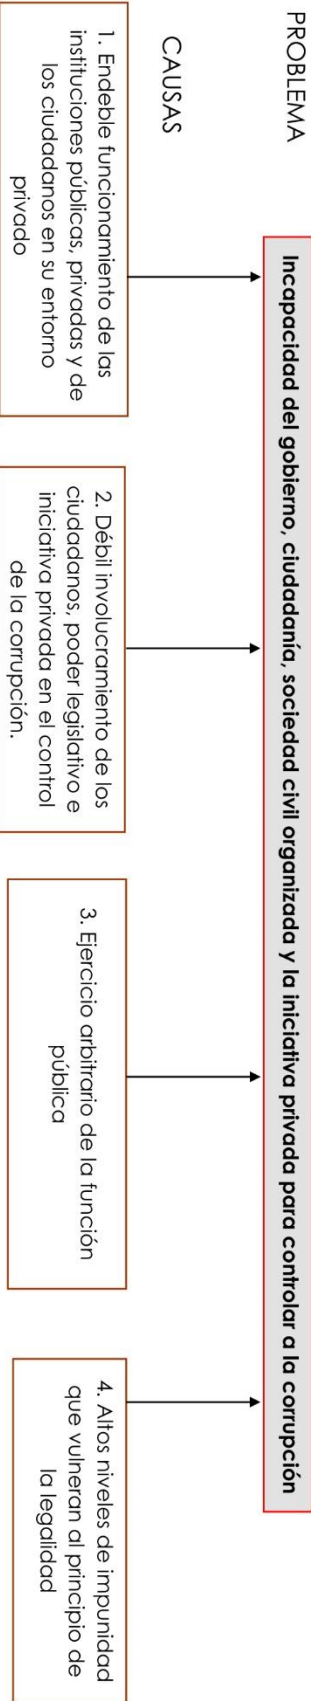 PROBLEMA
Incapacidad del gobierno, ciudadanía, sociedad civil organizada y la iniciativa privada para controlar a la corrupción
CAUSAS
1. Endeble funcionamiento de las
instituciones públicas, privadas y de
los ciudadanos en su entorno
privado
2. Débil involucramiento de los
ciudadanos, poder legislativo e
iniciativa privada en el control
de la corrupción.
3. Ejercicio arbitrario de la función
pública
4. Altos niveles de impunidad
que vulneran al principio de
la legalidad